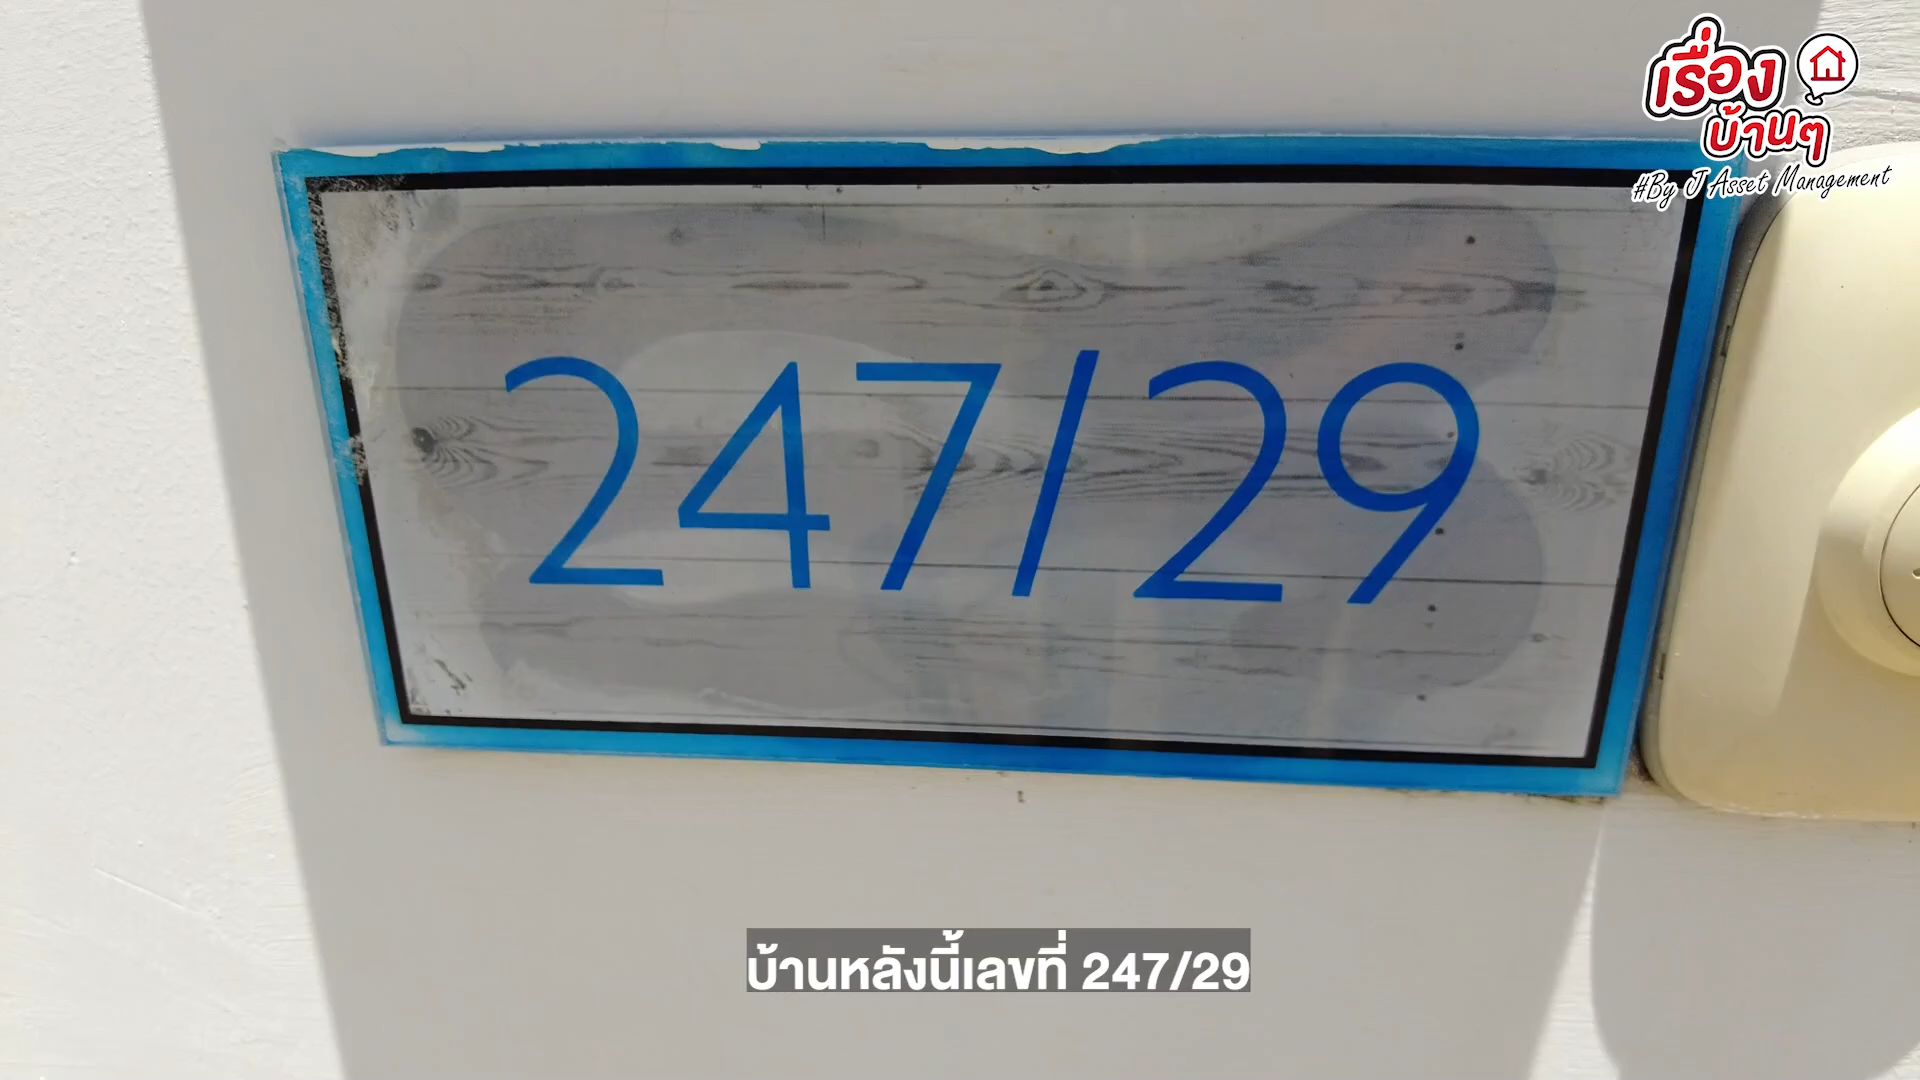 เรื่อง
บ้านๆ
#By J Asset Management
247/29
บ้านหลังนี้เลขที่ 247/29